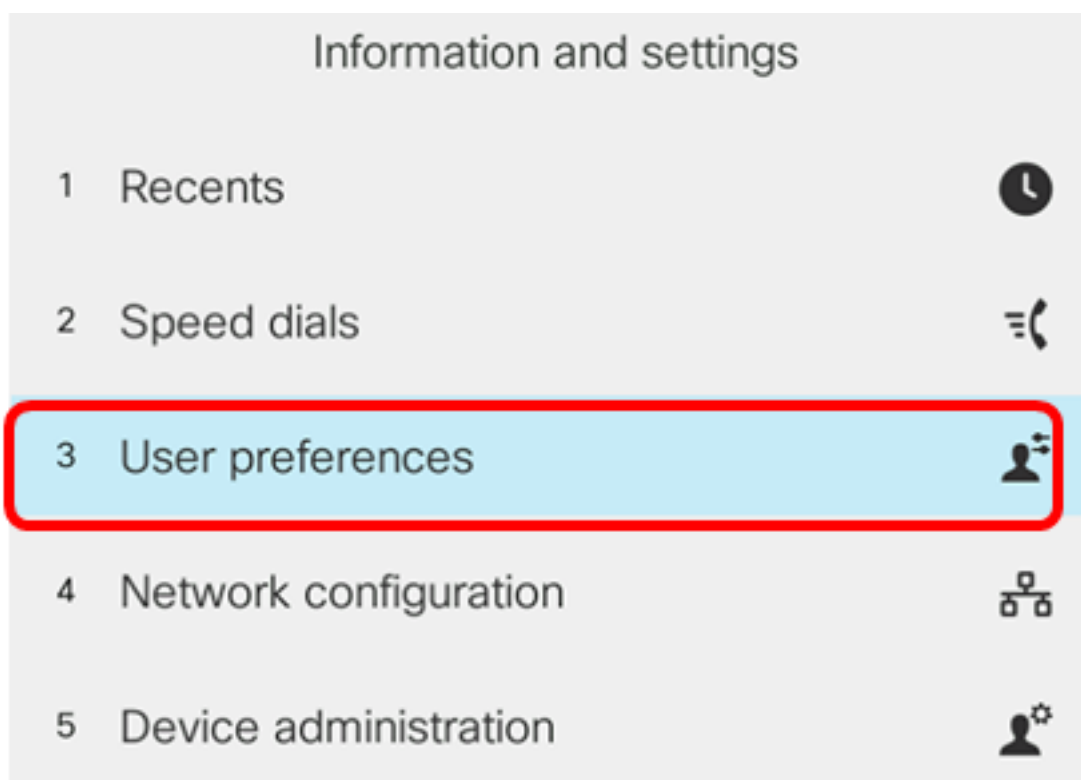 Information and settings
1 Recents
2 Speed dials
3 User preferences
4 Network configuration
5 Device administration